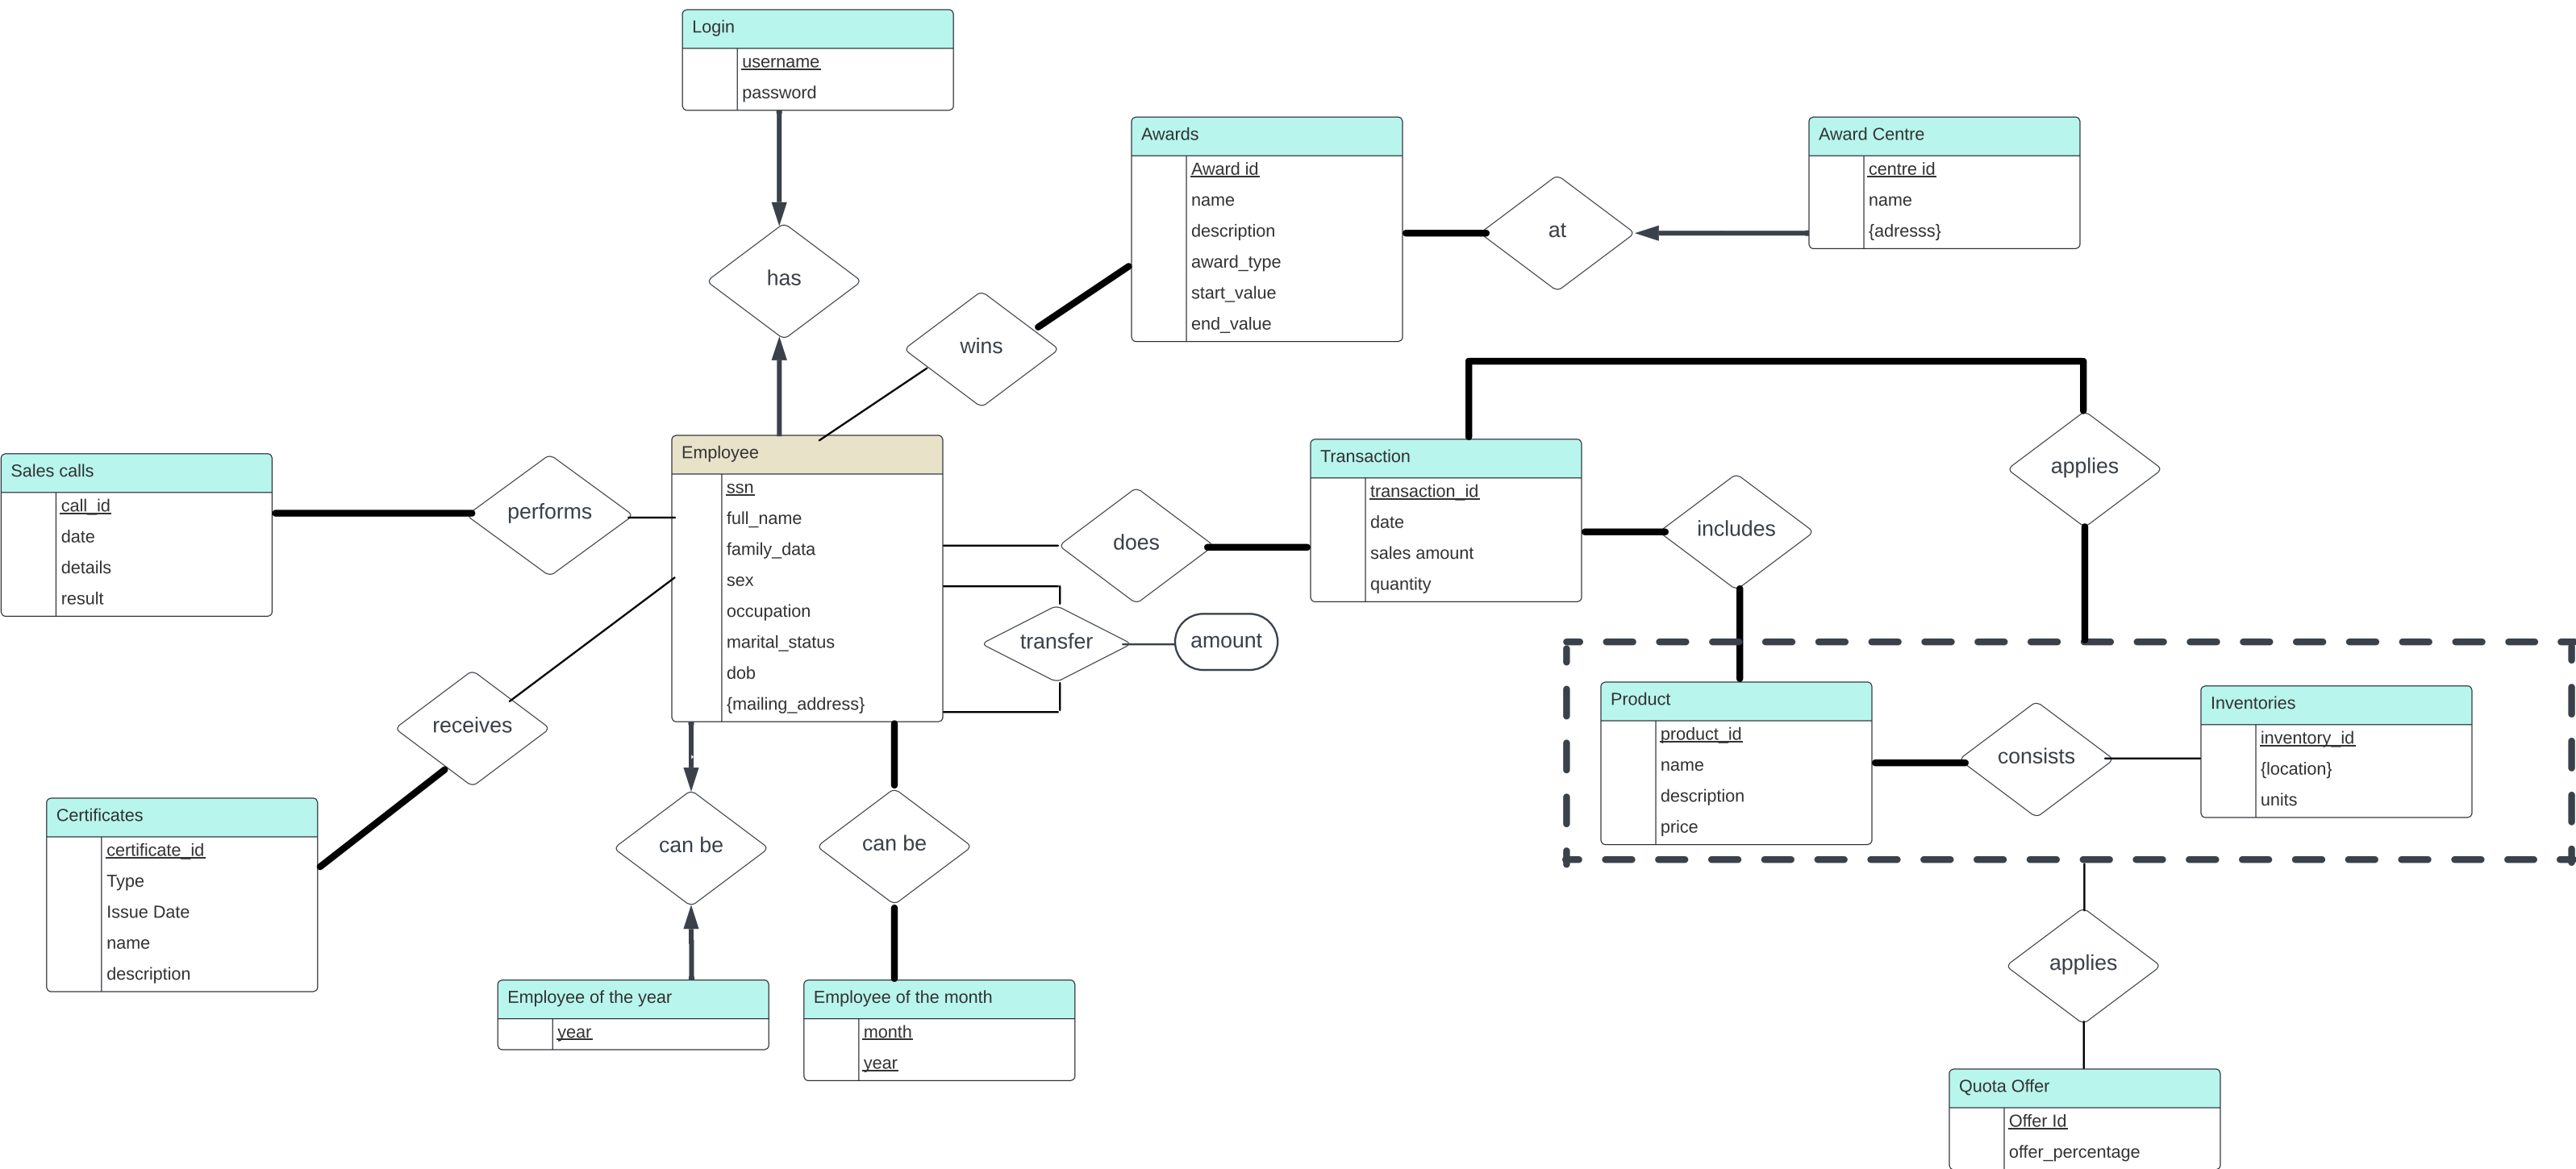 Login
username
password
has
Awards
Award id
name
description
award_type
start_value
end_value
at
Award Centre
centre id
name
{adresss}
wins
Sales calls
call_id
date
details
result
performs
Employee
ssn
full_name
family_data
sex
occupation
marital_status
dob
{mailing_address}
does
transfer
amount
Transaction
transaction_id
date
sales amount
quantity
includes
applies
receives
Certificates
certificate_id
Type
Issue Date
name
description
can be
can be
Employee of the year
year
Employee of the month
month
year
Product
product_id
name
description
price
consists
Inventories
inventory_id
{location}
units
applies
Quota Offer
Offer Id
offer_percentage